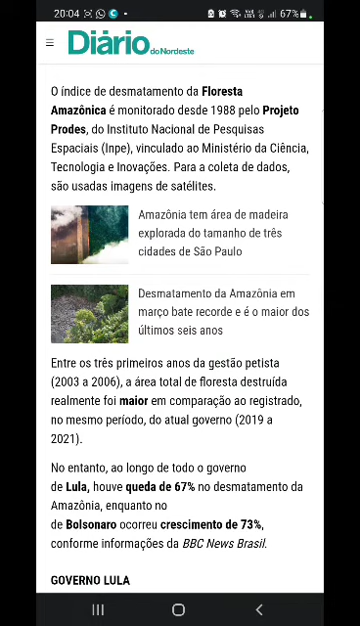 20:04
67%
Diário do Nordeste
O índice de desmatamento da Floresta
Amazônica é monitorado desde 1988 pelo Projeto
Prodes, do Instituto Nacional de Pesquisas
Espaciais (Inpe), vinculado ao Ministério da Ciência,
Tecnologia e Inovações. Para a coleta de dados,
são usadas imagens de satélites.
Amazônia tem área de madeira
explorada do tamanho de três
cidades de São Paulo
Desmatamento da Amazônia em
março bate recorde e é o maior dos
últimos seis anos
Entre os três primeiros anos da gestão petista
(2003 a 2006), a área total de floresta destruída
realmente foi maior em comparação ao registrado,
no mesmo período, do atual governo (2019 a
2021).
No entanto, ao longo de todo o governo
de Lula, houve queda de 67% no desmatamento da
Amazônia, enquanto no
de Bolsonaro ocorreu crescimento de 73%,
conforme informações da BBC News Brasil.
GOVERNO LULA